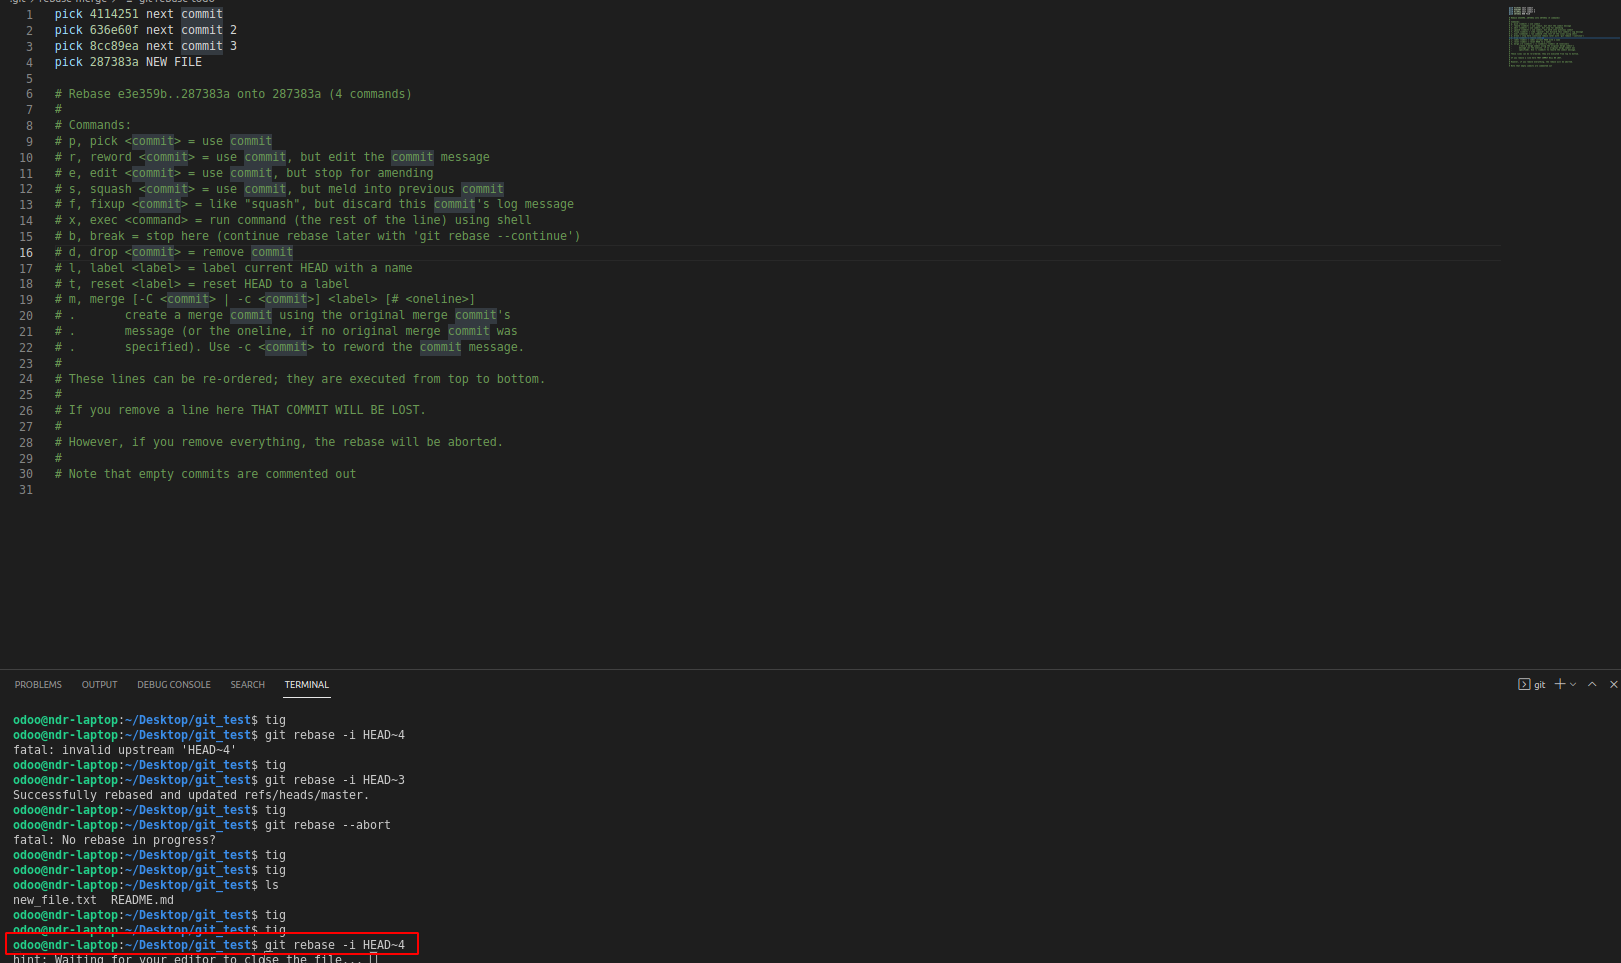 1 pick 4114251 next commit
2 pick 636e60f next commit 2
3 pick 8cc89ea next commit 3
4 pick 287383a NEW FILE
5
6 # Rebase e3e359b..287383a onto 287383a (4 commands)
7 #
8 # Commands:
9 # p, pick <commit> = use commit
10 # r, reword <commit> = use commit, but edit the commit message
11 # e, edit <commit> = use commit, but stop for amending
12 # s, squash <commit> = use commit, but meld into previous commit
13 # f, fixup <commit> = like "squash", but discard this commit's log message
14 # x, exec <command> = run command (the rest of the line) using shell
15 # b, break = stop here (continue rebase later with 'git rebase --continue')
16 # d, drop <commit> = remove commit
17 # l, label <label> = label current HEAD with a name
18 # t, reset <label> = reset HEAD to a label
19 # m, merge [-C <commit> | -c <commit>] <label> [# <oneline>]
20 # .       create a merge commit using the original merge commit's
21 # .       message (or the oneline, if no original merge commit was
22 # .       specified). Use -c <commit> to reword the commit message.
23 #
24 # These lines can be re-ordered; they are executed from top to bottom.
25 #
26 # If you remove a line here THAT COMMIT WILL BE LOST.
27 #
28 # However, if you remove everything, the rebase will be aborted.
29 #
30 # Note that empty commits are commented out
31
PROBLEMS OUTPUT DEBUG CONSOLE SEARCH TERMINAL git
odoo@ndr-laptop:~/Desktop/git_test$ tig
odoo@ndr-laptop:~/Desktop/git_test$ git rebase -i HEAD~4
fatal: invalid upstream 'HEAD~4'
odoo@ndr-laptop:~/Desktop/git_test$ tig
odoo@ndr-laptop:~/Desktop/git_test$ git rebase -i HEAD~3
Successfully rebased and updated refs/heads/master.
odoo@ndr-laptop:~/Desktop/git_test$ tig
odoo@ndr-laptop:~/Desktop/git_test$ git rebase --abort
fatal: No rebase in progress?
odoo@ndr-laptop:~/Desktop/git_test$ tig
odoo@ndr-laptop:~/Desktop/git_test$ tig
odoo@ndr-laptop:~/Desktop/git_test$ ls
new_file.txt  README.md
odoo@ndr-laptop:~/Desktop/git_test$ tig
odoo@ndr-laptop:~/Desktop/git_test$ tig
odoo@ndr-laptop:~/Desktop/git_test$ git rebase -i HEAD~4
hint: Waiting for your editor to close the file...